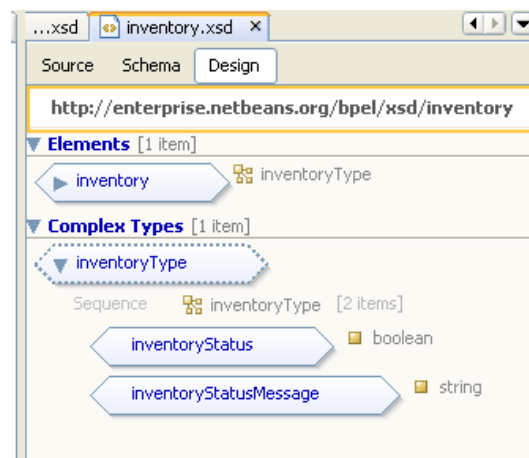 ...xsd inventory.xsd ×
Source Schema Design
http://enterprise.netbeans.org/bpel/xsd/inventory
Elements [1 item]
inventory inventoryType
Complex Types [1 item]
inventoryType
Sequence inventoryType [2 items]
inventoryStatus boolean
inventoryStatusMessage string